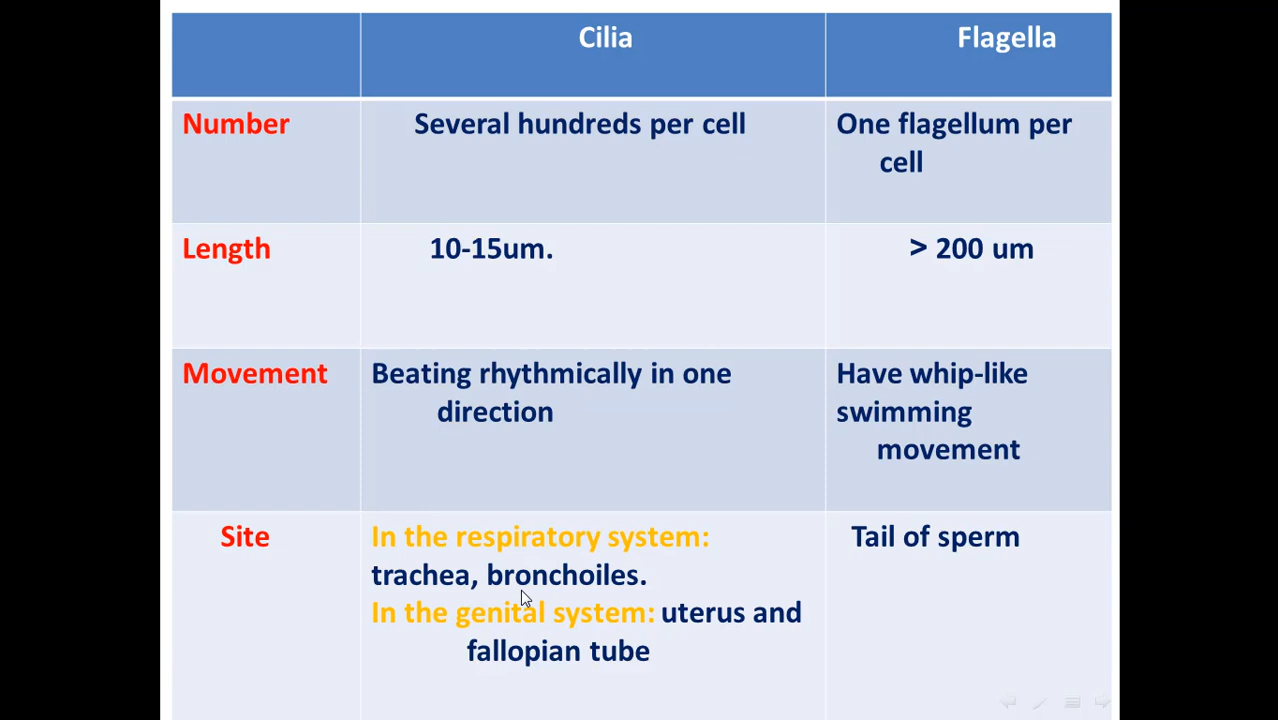 Cilia
Flagella
Number
Several hundreds per cell
One flagellum per
cell
Length
10-15um.
> 200 um
Movement
Beating rhythmically in one
direction
Have whip-like
swimming
movement
Site
In the respiratory system:
trachea, bronchoiles.
In the genital system: uterus and
fallopian tube
Tail of sperm